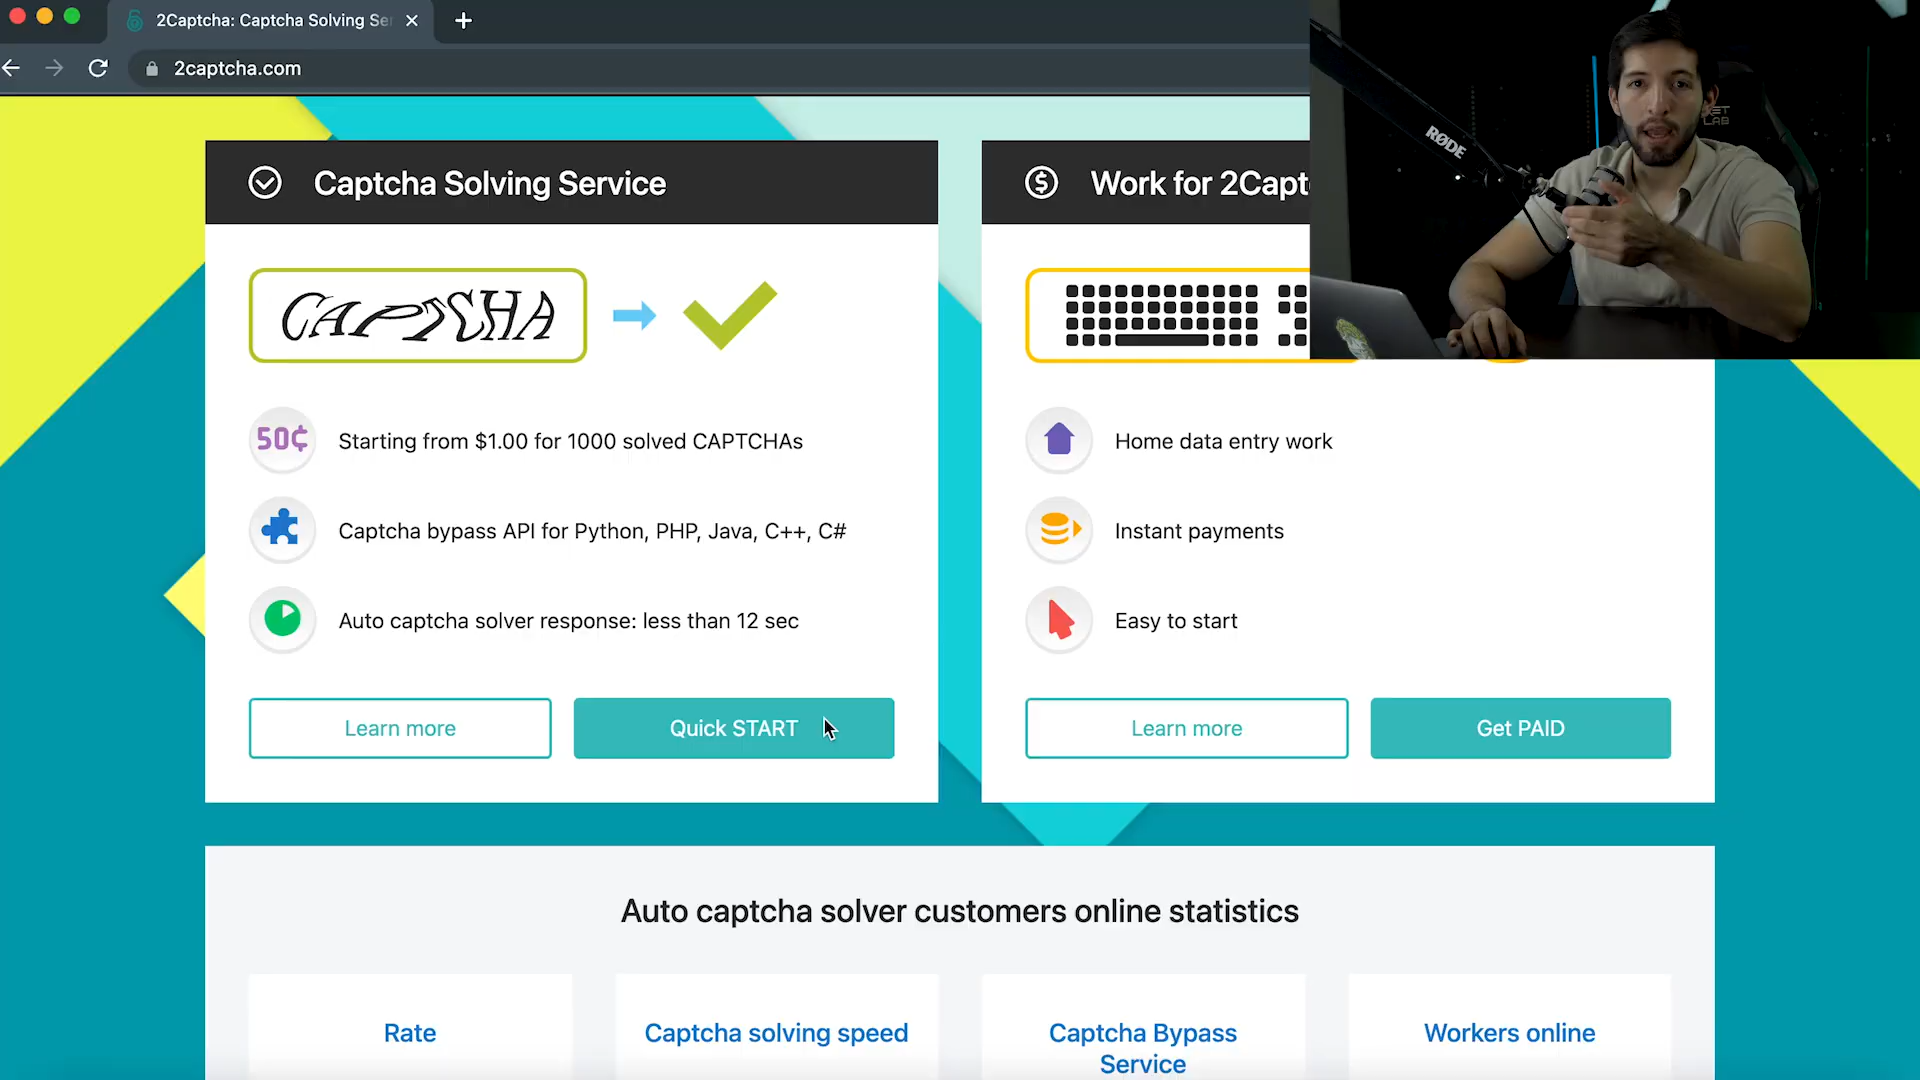 2Captcha: Captcha Solving Se
2captcha.com
RØDE
Captcha Solving Service
Work for 2Capt
CAPTCHA
50¢
Starting from $1.00 for 1000 solved CAPTCHAs
Home data entry work
Captcha bypass API for Python, PHP, Java, C++, C#
Instant payments
Auto captcha solver response: less than 12 sec
Easy to start
Learn more
Quick START
Learn more
Get PAID
Auto captcha solver customers online statistics
Rate
Captcha solving speed
Captcha Bypass
Service
Workers online